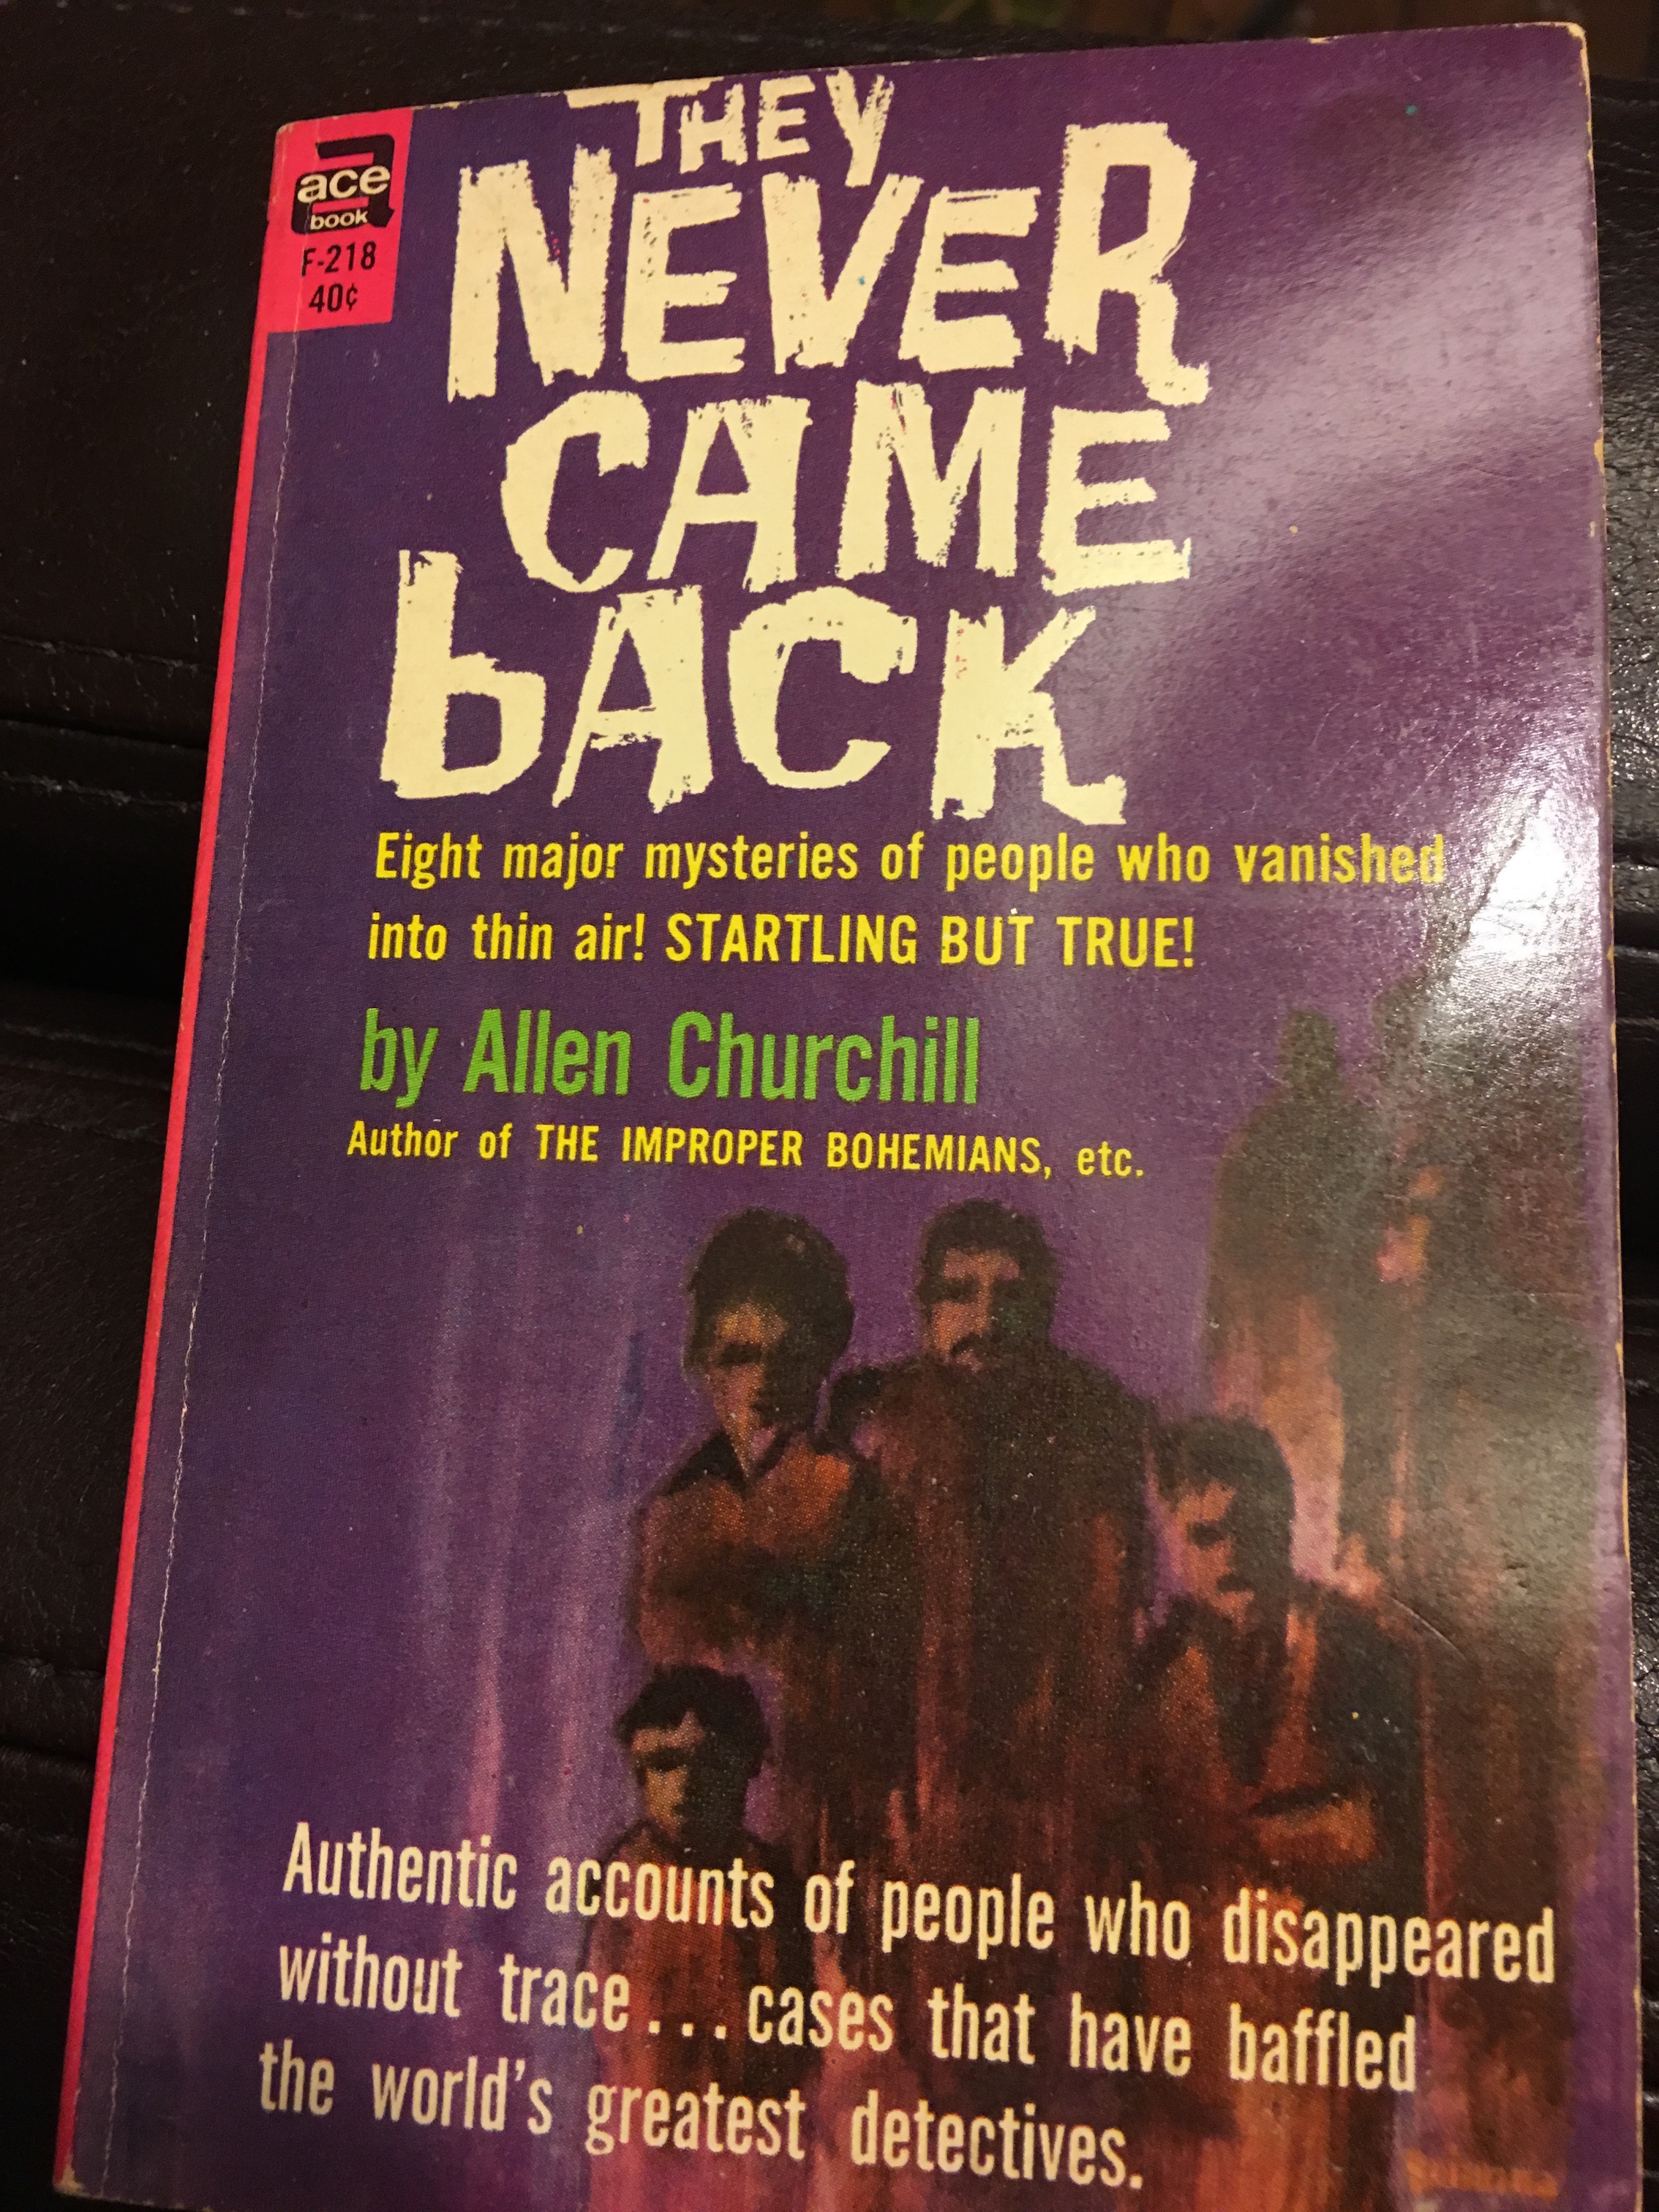 ace
book
F-218
40¢
THEY
NEVER
CAME
bACK
Eight major mysteries of people who vanished
into thin air! STARTLING BUT TRUE!
by Allen Churchill
Author of THE IMPROPER BOHEMIANS, etc.
Authentic accounts of people who disappeared
without trace... cases that have baffled
the world's greatest detectives.